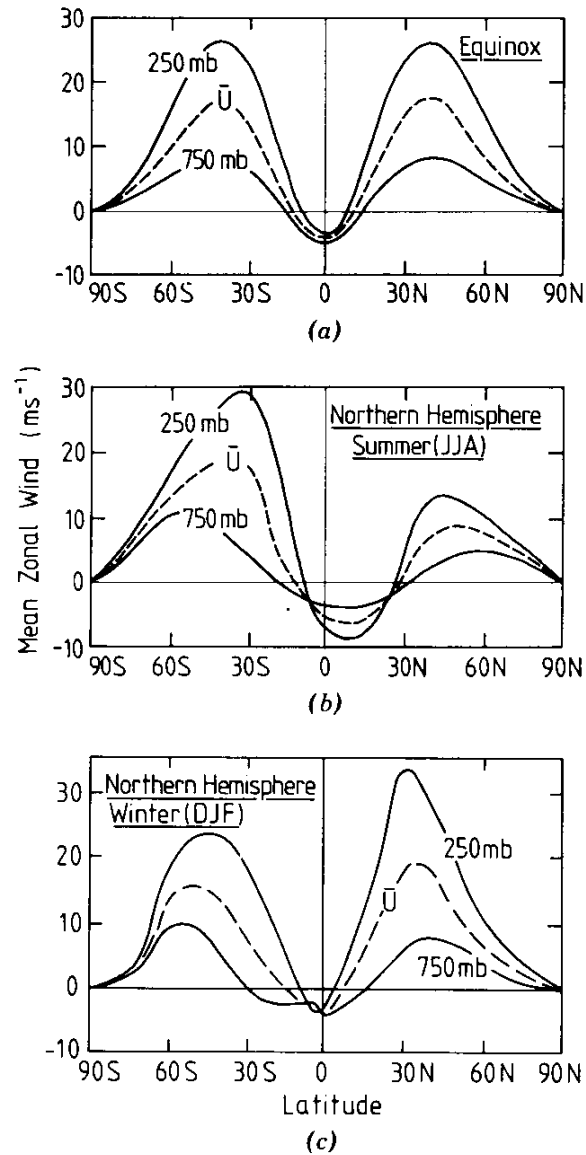 30
250 mb
Equinox
20
Ū
10
750 mb
0
-10
90S 60S 30S 0 30N 60N 90N
(a)
30
250 mb
Northern Hemisphere
Summer (JJA)
20
Ū
750 mb
10
0
-10
90S 60S 30S 0 30N 60N 90N
(b)
Mean Zonal Wind (ms⁻¹)
30
Northern Hemisphere
Winter (DJF)
250mb
20
Ū
10
750mb
0
-10
90S 60S 30S 0 30N 60N 90N
Latitude
(c)